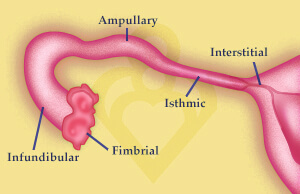 Ampullary
Interstitial
Isthmic
Fimbrial
Infundibular